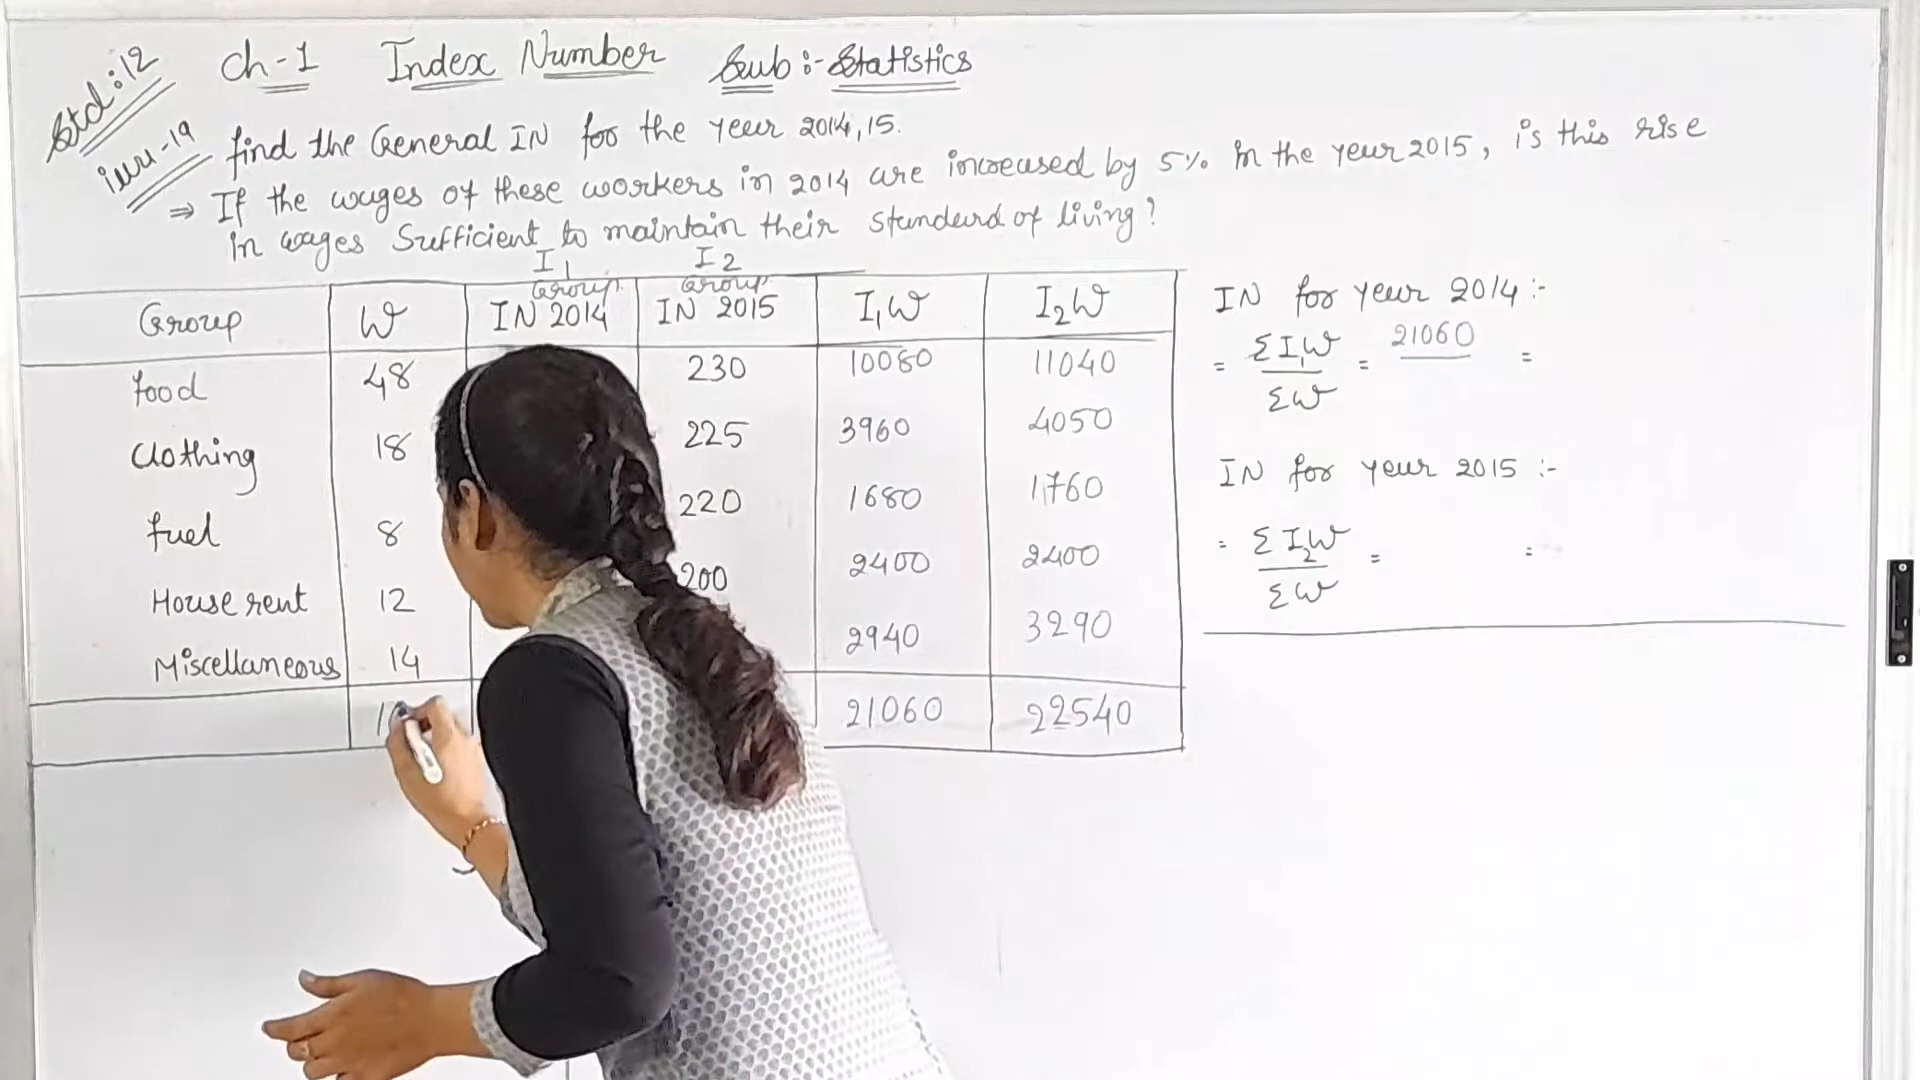 Std:12
Ch-1 Index Number Sub :- Statistics
find the General IN for the year 2014,15.
⇒ If the wages of these workers in 2014 are increased by 5% in the year 2015, is this rise
in wages Sufficient to maintain their standard of living?
I1 I2
Group W Group IN 2014 Group IN 2015 I1W I2W
food 48 230 10080 11040
Clothing 18 225 3960 4050
fuel 8 220 1680 1760
House rent 12 200 2400 2400
Miscellaneous 14 2940 3290
21060 22540
IN for year 2014 :-
= ΣI1W / ΣW = 21060 =
IN for year 2015 :-
= ΣI2W / ΣW = =